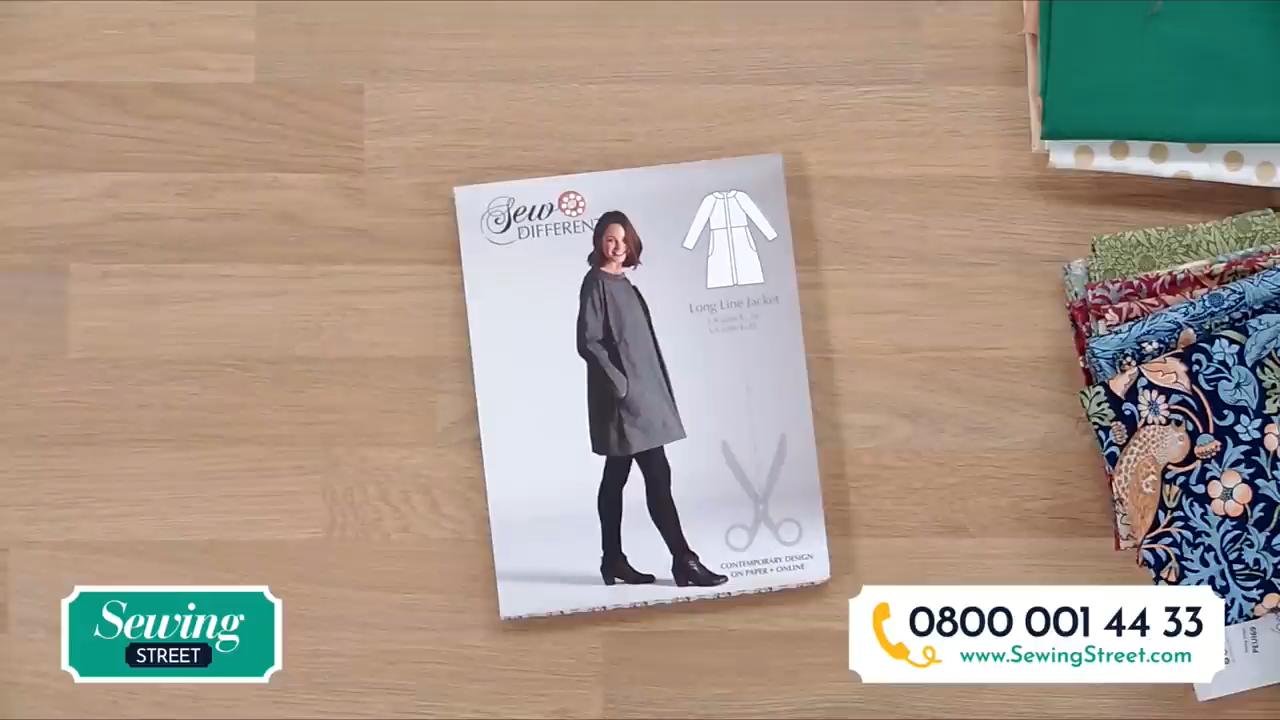 Sew
DIFFERENT
Long Line Jacket
CONTEMPORARY DESIGN
ON PAPER • ONLINE
Sewing
STREET
0800 001 44 33
www.SewingStreet.com
PEU169